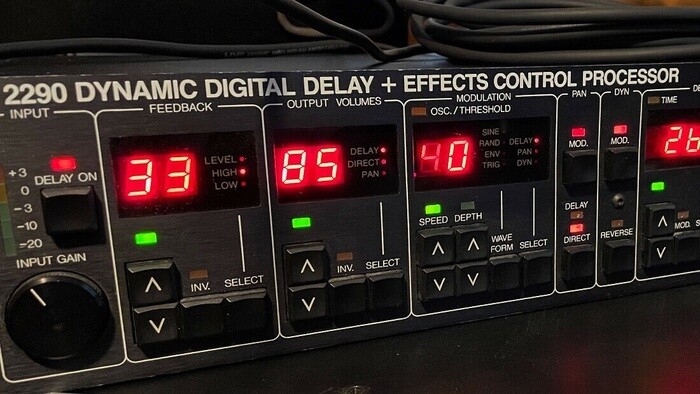 2290 DYNAMIC DIGITAL DELAY + EFFECTS CONTROL PROCESSOR
INPUT
DELAY ON
+3
0
-3
-10
-20
INPUT GAIN
FEEDBACK
33
LEVEL
HIGH
LOW
INV.
SELECT
OUTPUT VOLUMES
85
DELAY
DIRECT
PAN
INV.
SELECT
MODULATION
OSC./THRESHOLD
40
SINE
RAND
ENV
TRIG
DELAY
PAN
DYN
SPEED
DEPTH
WAVE
FORM
SELECT
PAN
MOD.
DELAY
DIRECT
DYN
MOD.
REVERSE
TIME
26
MOD.